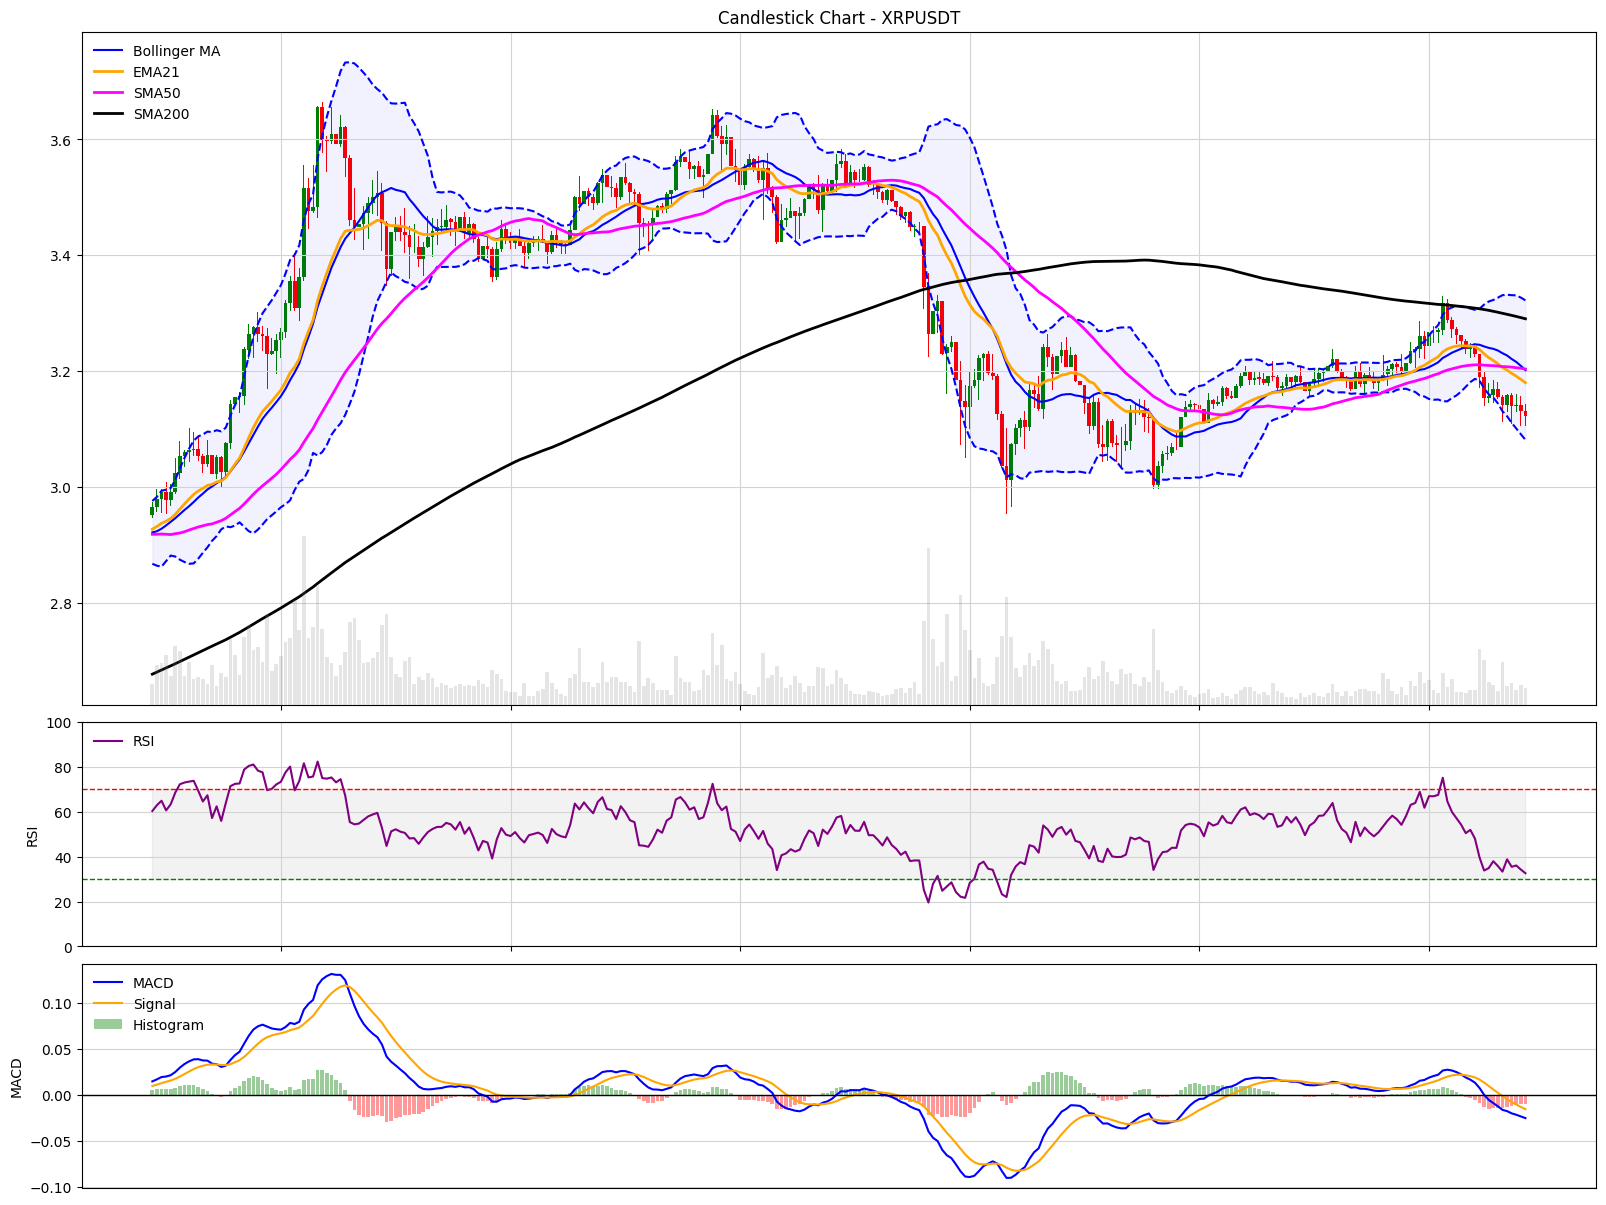 Candlestick Chart - XRPUSDT
Bollinger MA
EMA21
SMA50
SMA200
3.6
3.4
3.2
3.0
2.8
RSI
100
80
60
40
20
0
RSI
MACD
Signal
Histogram
0.10
0.05
0.00
−0.05
−0.10
MACD